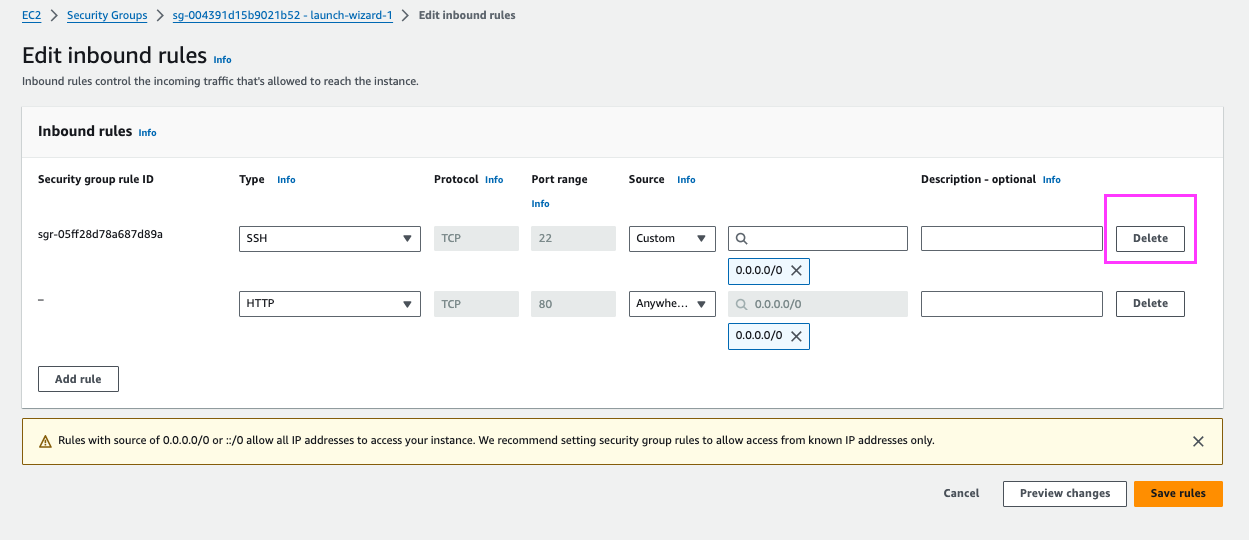 EC2 > Security Groups > sg-004391d15b9021b52 - launch-wizard-1 > Edit inbound rules
Edit inbound rules Info
Inbound rules control the incoming traffic that's allowed to reach the instance.
Inbound rules Info
Security group rule ID Type Info Protocol Info Port range Source Info Description - optional Info
Info
sgr-05ff28d78a687d89a SSH TCP 22 Custom Delete
0.0.0.0/0
– HTTP TCP 80 Anywhe... 0.0.0.0/0 Delete
0.0.0.0/0
Add rule
Rules with source of 0.0.0.0/0 or ::/0 allow all IP addresses to access your instance. We recommend setting security group rules to allow access from known IP addresses only.
Cancel Preview changes Save rules